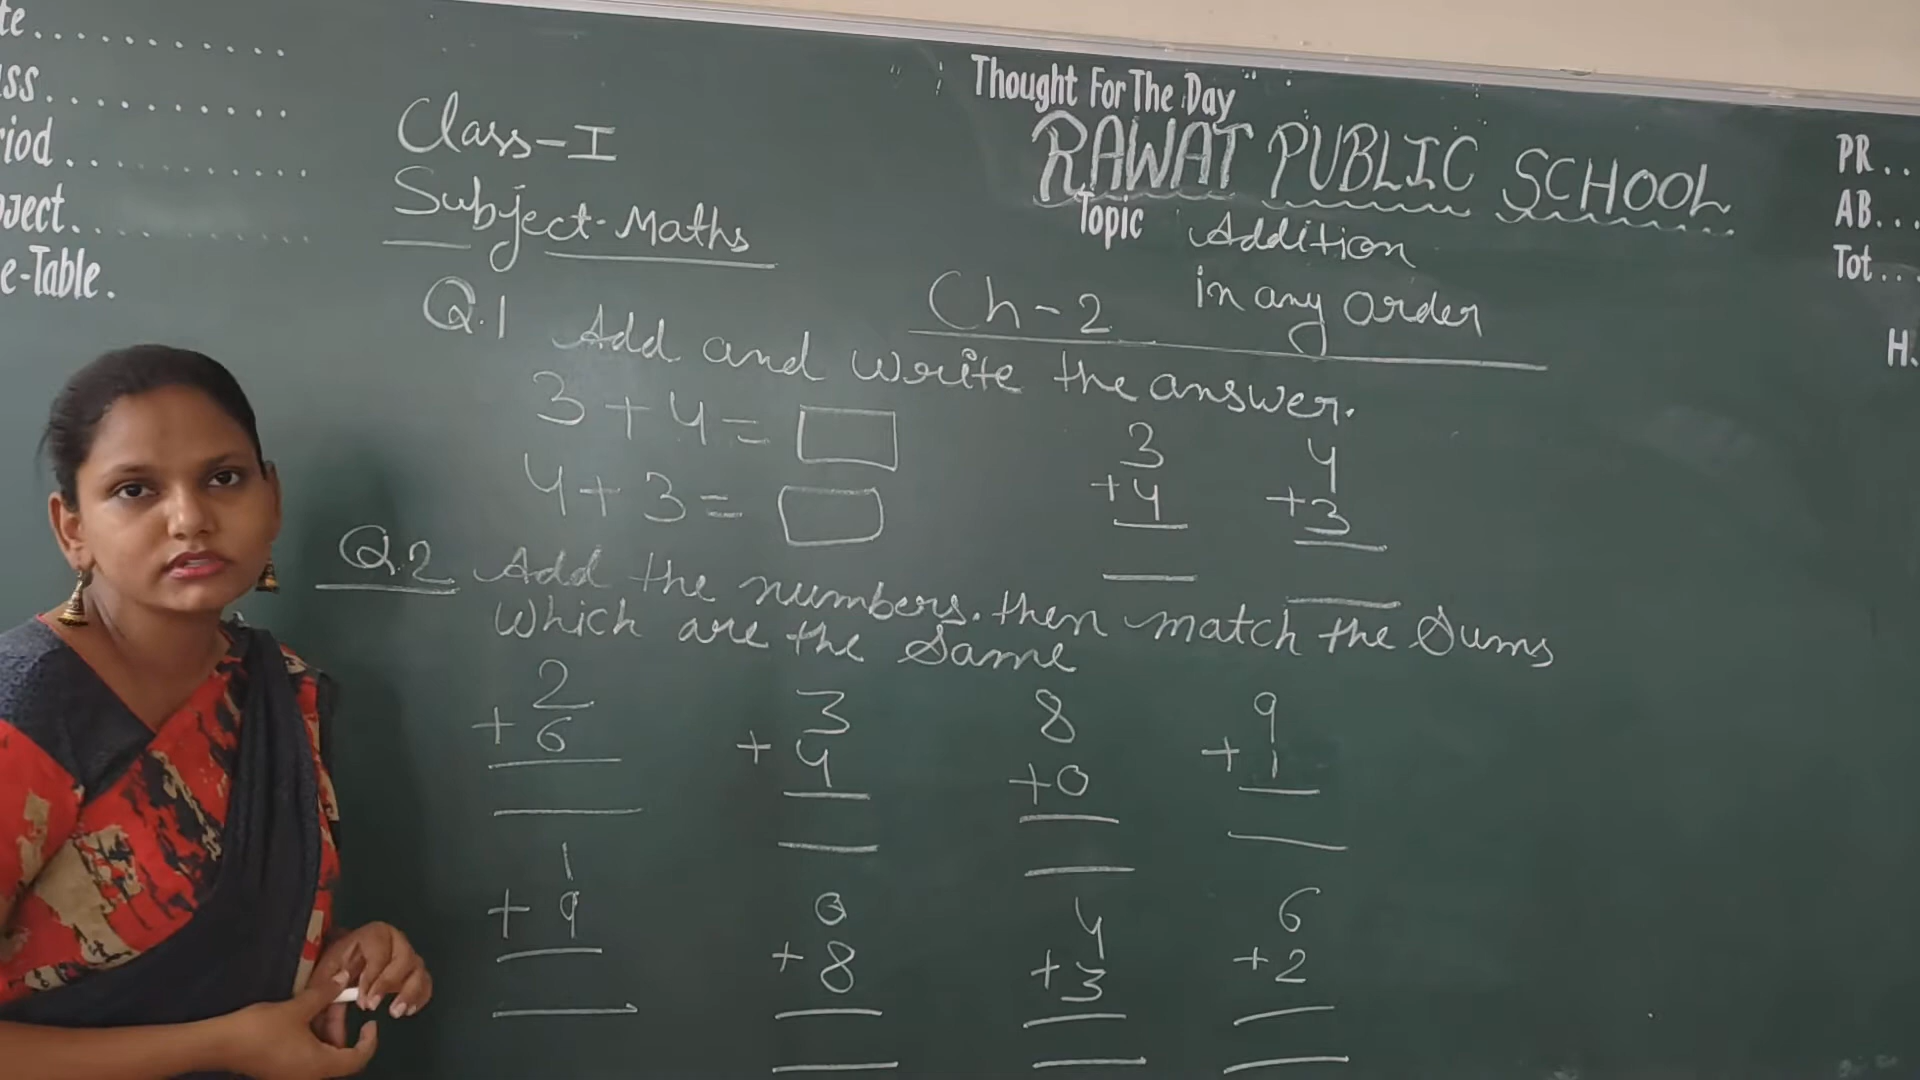 te...........
ss..........
riod...........
ject...........
e-Table.
Class-I
Subject-Maths
Thought For The Day
RAWAT PUBLIC SCHOOL
Topic Addition
in any order
Ch-2
PR..
AB...
Tot..
H.
Q.1 Add and write the answer.
3+4=
4+3=
3
+4
4
+3
Q.2 Add the numbers. then match the Sums
which are the Same
2
+6
3
+4
8
+0
9
+1
1
+9
0
+8
4
+3
6
+2